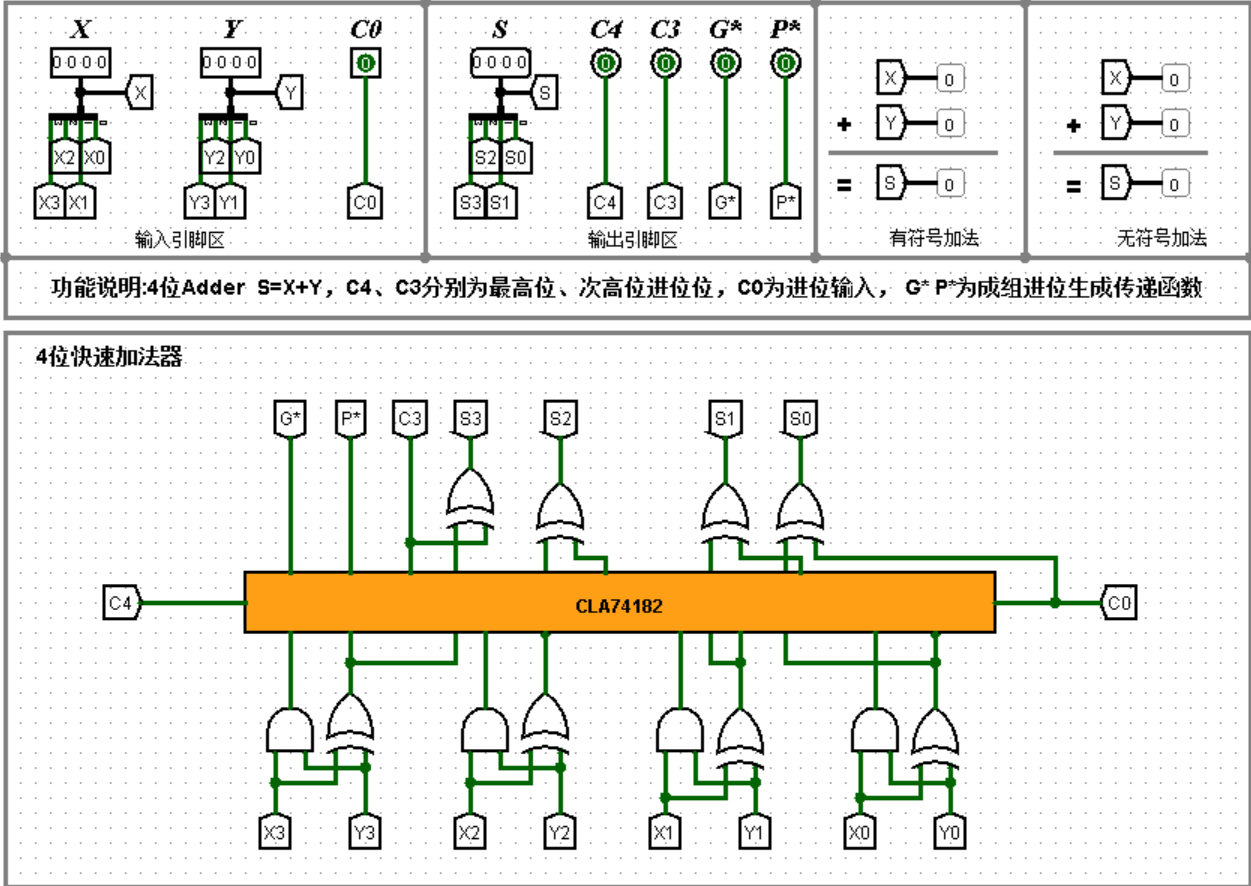 X Y C0 S C4 C3 G* P*
0000 0000 0 0000 0 0 0 0
X Y S X 0 X 0
X2 X0 Y2 Y0 S2 S0 + Y 0 + Y 0
X3 X1 Y3 Y1 C0 S3 S1 C4 C3 G* P* = S 0 = S 0
输入引脚区 输出引脚区 有符号加法 无符号加法
功能说明:4位Adder S=X+Y，C4、C3分别为最高位、次高位进位位，C0为进位输入， G* P*为成组进位生成传递函数
4位快速加法器
G* P* C3 S3 S2 S1 S0
C4 CLA74182 C0
X3 Y3 X2 Y2 X1 Y1 X0 Y0